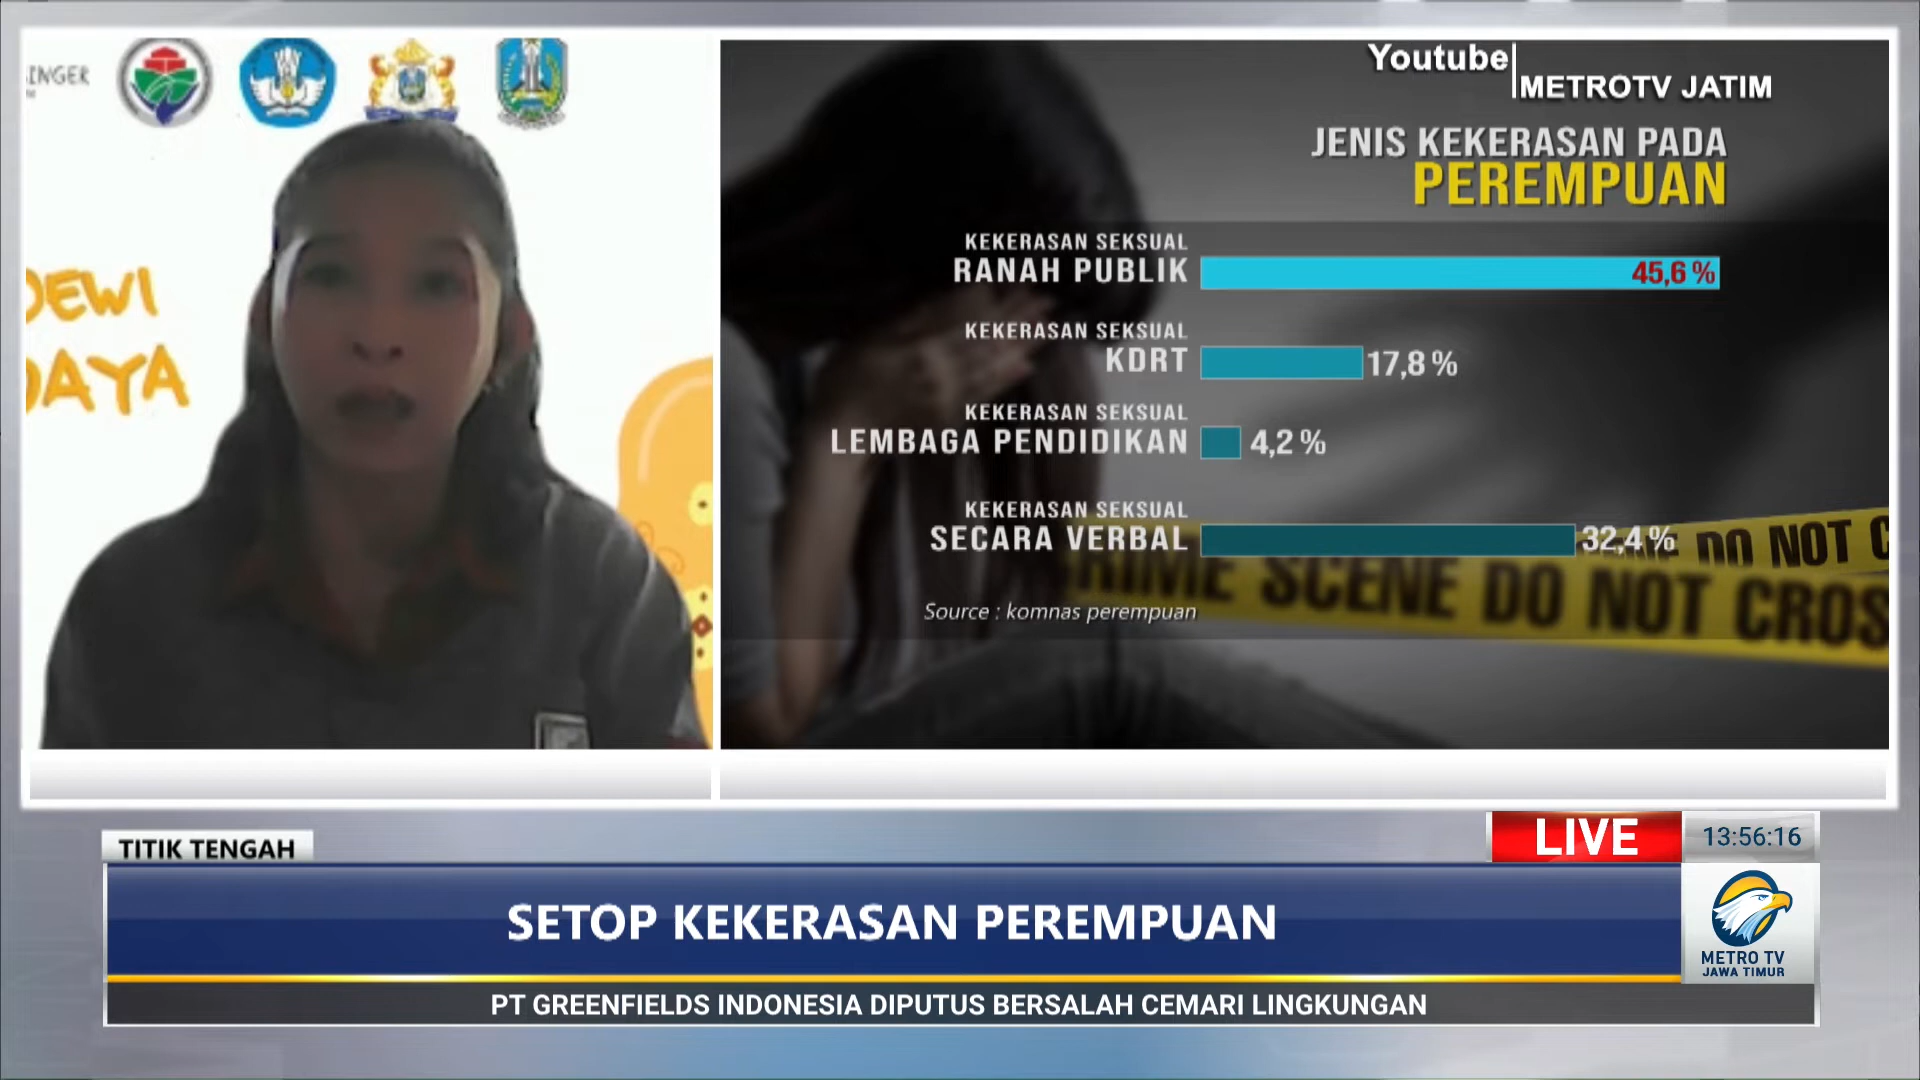 INGER
DEWI
DAYA
Youtube
METROTV JATIM
JENIS KEKERASAN PADA
PEREMPUAN
KEKERASAN SEKSUAL
RANAH PUBLIK
45,6 %
KEKERASAN SEKSUAL
KDRT
17,8 %
KEKERASAN SEKSUAL
LEMBAGA PENDIDIKAN
4,2 %
KEKERASAN SEKSUAL
SECARA VERBAL
32,4 %
DO NOT C
CRIME SCENE DO NOT CROS
Source : komnas perempuan
TITIK TENGAH
LIVE
13:56:16
SETOP KEKERASAN PEREMPUAN
METRO TV
JAWA TIMUR
PT GREENFIELDS INDONESIA DIPUTUS BERSALAH CEMARI LINGKUNGAN